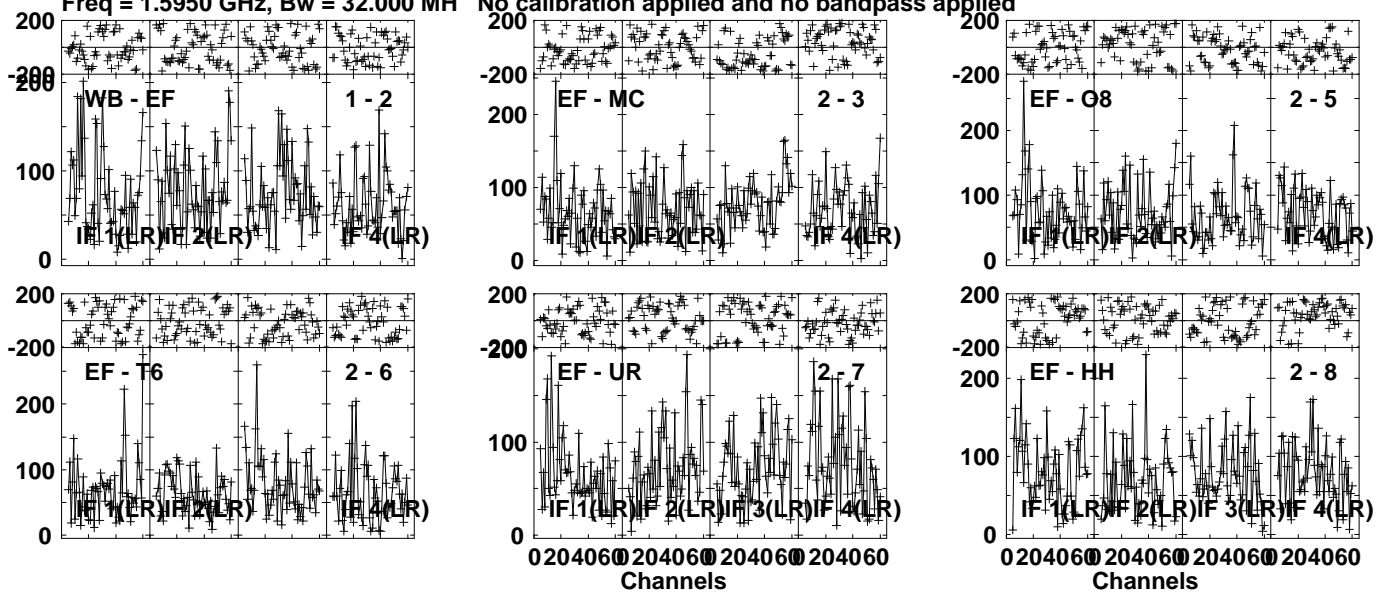 Freq = 1.5950 GHz, Bw = 32.000 MH No calibration applied and no bandpass applied
200
-200
200
100
0
WB - EF 1 - 2
IF 1(LR) IF 2(LR) IF 4(LR)
200
-200
200
100
0
EF - MC 2 - 3
IF 1(LR) IF 2(LR) IF 4(LR)
200
-200
200
100
0
EF - O8 2 - 5
IF 1(LR) IF 2(LR) IF 4(LR)
200
-200
200
100
0
EF - T6 2 - 6
IF 1(LR) IF 2(LR) IF 4(LR)
200
-200
200
100
0
EF - UR 2 - 7
IF 1(LR) IF 2(LR) IF 3(LR) IF 4(LR)
0 20 40 60 0 20 40 60 0 20 40 60 0 20 40 60
Channels
200
-200
200
100
0
EF - HH 2 - 8
IF 1(LR) IF 2(LR) IF 3(LR) IF 4(LR)
0 20 40 60 0 20 40 60 0 20 40 60 0 20 40 60
Channels